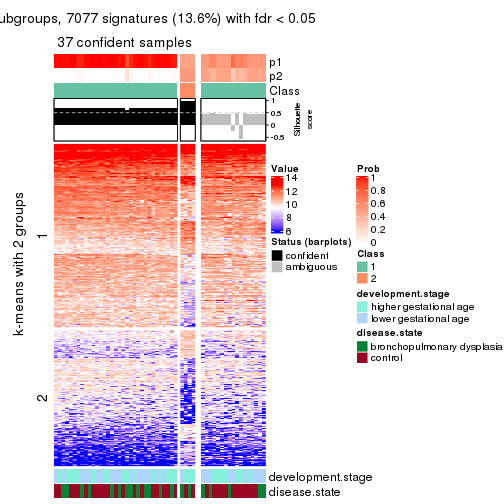 ubgroups, 7077 signatures (13.6%) with fdr < 0.05
37 confident samples
p1
p2
Class
1
0.5
0
-0.5
Silhouette
score
k-means with 2 groups
1
2
Value
14
12
10
8
6
Status (barplots)
confident
ambiguous
Prob
1
0.8
0.6
0.4
0.2
0
Class
1
2
development.stage
higher gestational age
lower gestational age
disease.state
bronchopulmonary dysplasia
control
development.stage
disease.state